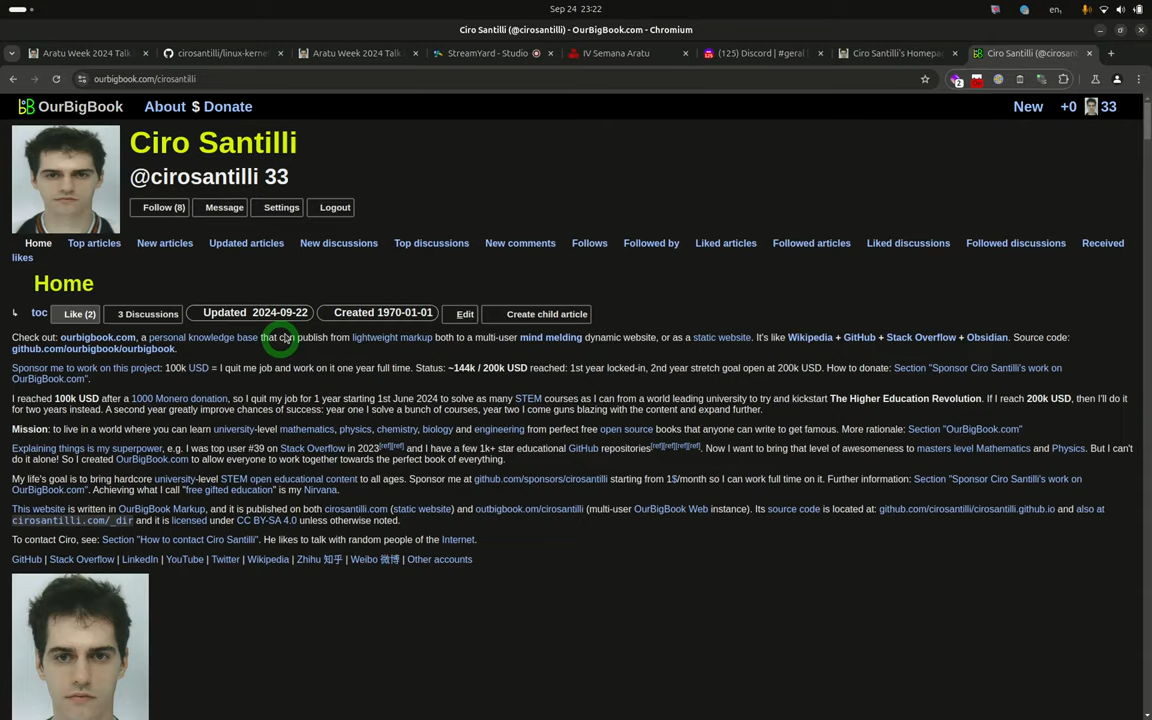 Sep 24 23:22
en₁
Ciro Santilli (@cirosantilli) - OurBigBook.com - Chromium
Aratu Week 2024 Talk
cirosantilli/linux-kerne
Aratu Week 2024 Talk
StreamYard - Studio
IV Semana Aratu
(125) Discord | #geral
Ciro Santilli's Homepa
Ciro Santilli (@cirosant
ourbigbook.com/cirosantilli
2
OurBigBook About $ Donate New +0 33
Ciro Santilli
@cirosantilli 33
Follow (8) Message Settings Logout
Home Top articles New articles Updated articles New discussions Top discussions New comments Follows Followed by Liked articles Followed articles Liked discussions Followed discussions Received
likes
Home
↳ toc Like (2) 3 Discussions Updated 2024-09-22 Created 1970-01-01 Edit Create child article
Check out: ourbigbook.com, a personal knowledge base that can publish from lightweight markup both to a multi-user mind melding dynamic website, or as a static website. It's like Wikipedia + GitHub + Stack Overflow + Obsidian. Source code:
github.com/ourbigbook/ourbigbook.
Sponsor me to work on this project: 100k USD = I quit my job and work on it one year full time. Status: ~144k / 200k USD reached: 1st year locked-in, 2nd year stretch goal open at 200k USD. How to donate: Section "Sponsor Ciro Santilli's work on
OurBigBook.com".
I reached 100k USD after a 1000 Monero donation, so I quit my job for 1 year starting 1st June 2024 to solve as many STEM courses as I can from a world leading university to try and kickstart The Higher Education Revolution. If I reach 200k USD, then I'll do it
for two years instead. A second year greatly improve chances of success: year one I solve a bunch of courses, year two I come guns blazing with the content and expand further.
Mission: to live in a world where you can learn university-level mathematics, physics, chemistry, biology and engineering from perfect free open source books that anyone can write to get famous. More rationale: Section "OurBigBook.com"
Explaining things is my superpower, e.g. I was top user #39 on Stack Overflow in 2023[ref][ref] and I have a few 1k+ star educational GitHub repositories[ref][ref][ref][ref]. Now I want to bring that level of awesomeness to masters level Mathematics and Physics. But I can't
do it alone! So I created OurBigBook.com to allow everyone to work together towards the perfect book of everything.
My life's goal is to bring hardcore university-level STEM open educational content to all ages. Sponsor me at github.com/sponsors/cirosantilli starting from 1$/month so I can work full time on it. Further information: Section "Sponsor Ciro Santilli's work on
OurBigBook.com". Achieving what I call "free gifted education" is my Nirvana.
This website is written in OurBigBook Markup, and it is published on both cirosantilli.com (static website) and outbigbook.om/cirosantilli (multi-user OurBigBook Web instance). Its source code is located at: github.com/cirosantilli/cirosantilli.github.io and also at
cirosantilli.com/_dir and it is licensed under CC BY-SA 4.0 unless otherwise noted.
To contact Ciro, see: Section "How to contact Ciro Santilli". He likes to talk with random people of the Internet.
GitHub | Stack Overflow | LinkedIn | YouTube | Twitter | Wikipedia | Zhihu 知乎 | Weibo 微博 | Other accounts